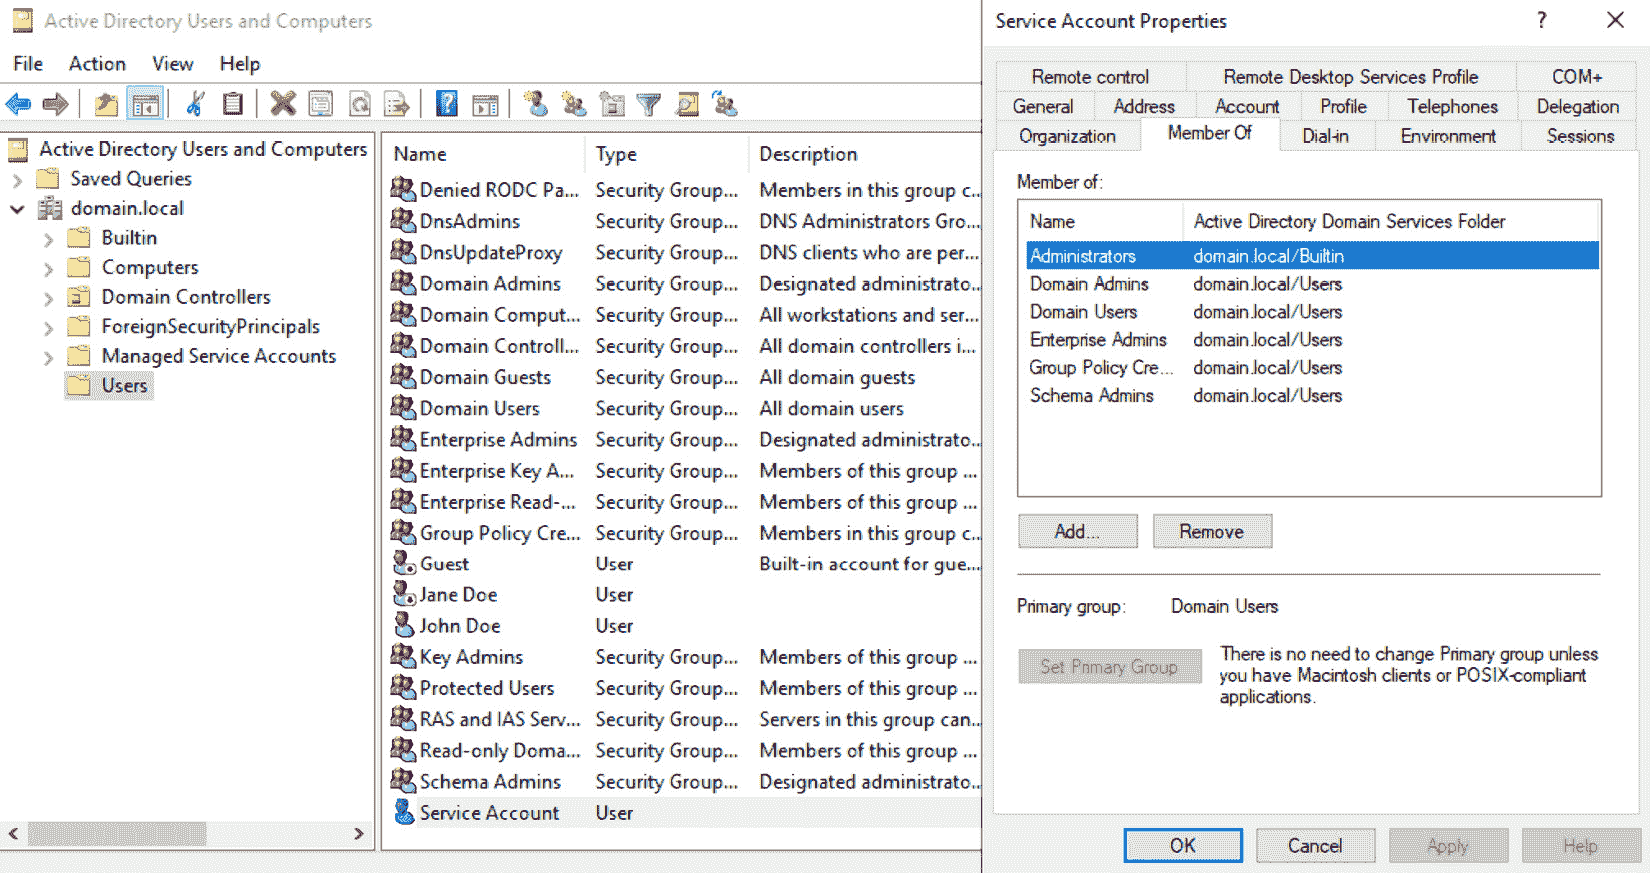 Active Directory Users and Computers
File Action View Help
Active Directory Users and Computers
Saved Queries
domain.local
Builtin
Computers
Domain Controllers
ForeignSecurityPrincipals
Managed Service Accounts
Users
Name Type Description
Denied RODC Pa... Security Group... Members in this group c...
DnsAdmins Security Group... DNS Administrators Gro...
DnsUpdateProxy Security Group... DNS clients who are per...
Domain Admins Security Group... Designated administrato...
Domain Comput... Security Group... All workstations and ser...
Domain Controll... Security Group... All domain controllers i...
Domain Guests Security Group... All domain guests
Domain Users Security Group... All domain users
Enterprise Admins Security Group... Designated administrato...
Enterprise Key A... Security Group... Members of this group ...
Enterprise Read-... Security Group... Members of this group ...
Group Policy Cre... Security Group... Members in this group c...
Guest User Built-in account for gue...
Jane Doe User
John Doe User
Key Admins Security Group... Members of this group ...
Protected Users Security Group... Members of this group ...
RAS and IAS Serv... Security Group... Servers in this group can...
Read-only Doma... Security Group... Members of this group ...
Schema Admins Security Group... Designated administrato...
Service Account User
Service Account Properties ?
Remote control Remote Desktop Services Profile COM+
General Address Account Profile Telephones Delegation
Organization Member Of Dial-in Environment Sessions
Member of:
Name Active Directory Domain Services Folder
Administrators domain.local/Builtin
Domain Admins domain.local/Users
Domain Users domain.local/Users
Enterprise Admins domain.local/Users
Group Policy Cre... domain.local/Users
Schema Admins domain.local/Users
Add... Remove
Primary group: Domain Users
Set Primary Group
There is no need to change Primary group unless
you have Macintosh clients or POSIX-compliant
applications.
OK Cancel Apply Help